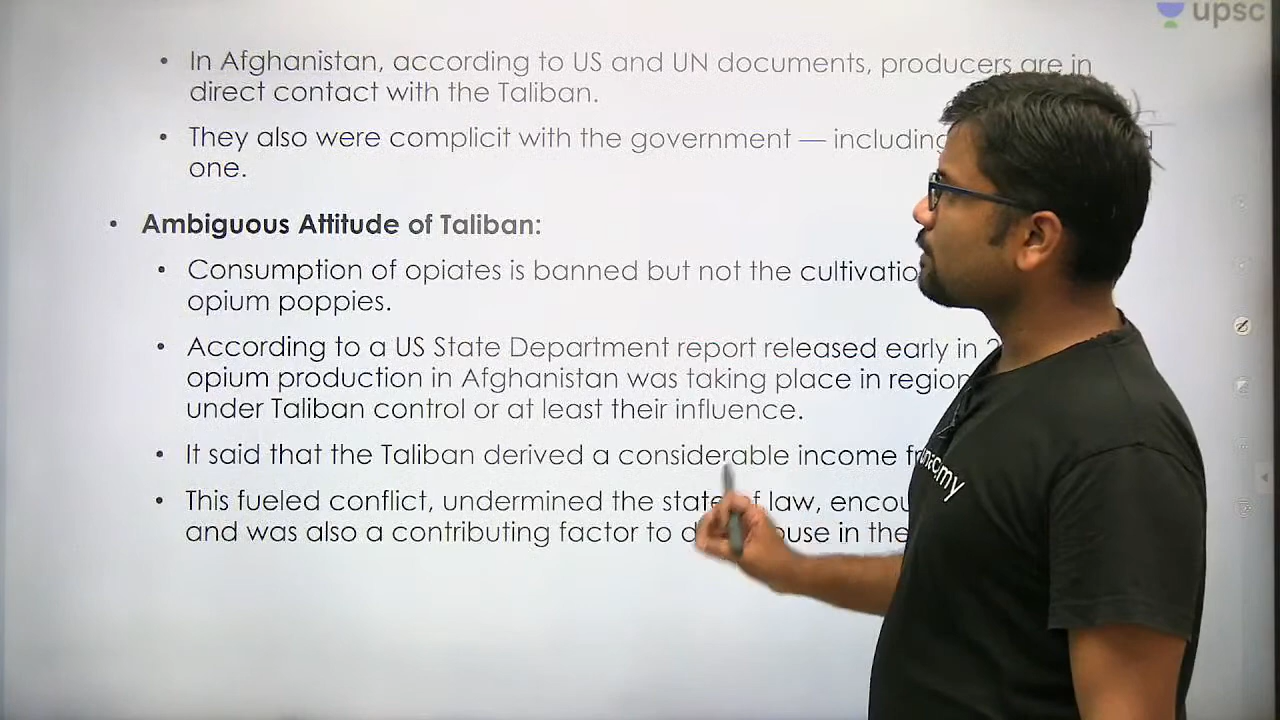 upsc
• In Afghanistan, according to US and UN documents, producers are in
direct contact with the Taliban.
• They also were complicit with the government — including
one.
• Ambiguous Attitude of Taliban:
• Consumption of opiates is banned but not the
opium poppies.
• According to a US State Department report released early in
opium production in Afghanistan was taking place in
under Taliban control or at least their influence.
• It said that the Taliban derived a considerable income
• This fueled conflict, undermined the state of law,
and was also a contributing factor to in the